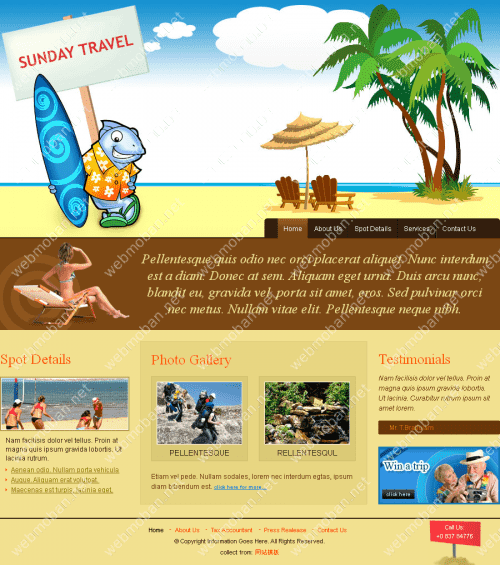 SUNDAY TRAVEL
Home About Us Spot Details Services Contact Us
Pellentesque quis odio nec orci placerat aliquet. Nunc interdum
est a diam. Donec at sem. Aliquam eget urna. Duis arcu nunc,
blandit eu, gravida vel, porta sit amet, eros. Sed pulvinar orci
nec metus. Nullam vitae elit. Pellentesque neque nibh.
Spot Details
Nam facilisis dolor vel tellus. Proin at
magna quis ipsum gravida lobortis. Ut
lacinia rutrum.
Aenean odio. Nullam porta vehicula
Auque. Aliquam erat volutpat.
Maecenas est turpis, lacinia eget,
Photo Gallery
PELLENTESQUE RELLENTESQUL
Etiam vel pede. Nullam sodales, lorem nec interdum egtas, ipsum
diam bibendum est, click here for more...
Testimonials
Nam facilisis dolor vel tellus. Proin at
magna quis ipsum gravida lobortis.
Ut lacinia. Curabitur rutrum ipsum sit
amet lorem.
Mr. T.
Win a trip
click here
Home About Us Tax Accountant Press Realease Contact Us
© Copyright Information Goes Here. All Rights Reserved.
collect from: 网站模板
Call Us:
+0 837 84776
webmoban.net